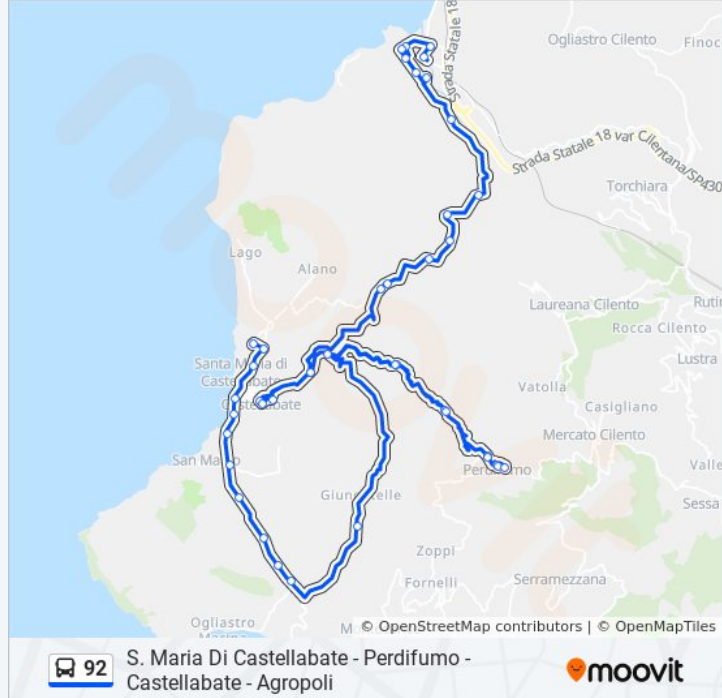 Strada Statale 18
Ogliastro Cilento
Finoc
Strada Statale 18 var Cilentana/SP430
Torchiara
Lago
Alano
Laureana Cilento
Rutin
Rocca Cilento
Lustra
Santa Maria di
Castellabate
Castellabate
Vatolla
Casigliano
Mercato Cilento
San Marco
Perdifumo
Valle
Giungatelle
Sessa
Zoppi
Fornelli
Serramezzana
Ogliastro
Marina
© OpenStreetMap contributors | © OpenMapTiles
92
S. Maria Di Castellabate - Perdifumo -
Castellabate - Agropoli
moovit